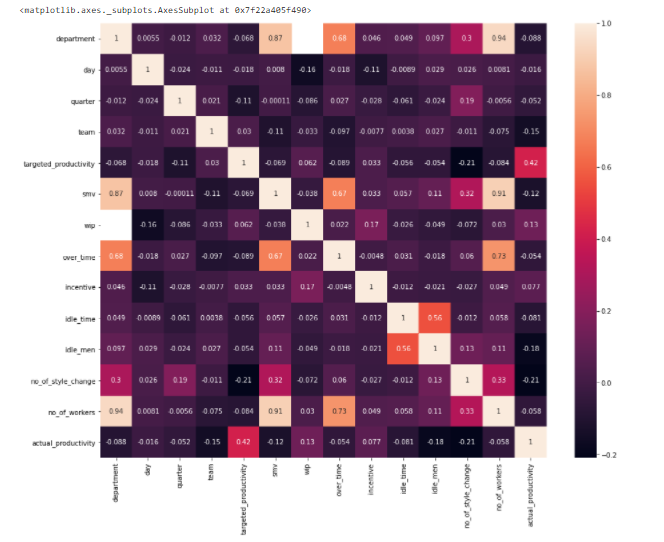 <matplotlib.axes._subplots.AxesSubplot at 0x7f22a405f490>
department 1 0.0055 -0.012 0.032 -0.068 0.87 0.68 0.046 0.049 0.097 0.3 0.94 -0.088
day 0.0055 1 -0.024 -0.011 -0.018 0.008 -0.16 -0.018 -0.11 -0.0089 0.029 0.026 0.0081 -0.016
quarter -0.012 -0.024 1 0.021 -0.11 -0.00011 -0.086 0.027 -0.028 -0.061 -0.024 0.19 -0.0056 -0.052
team 0.032 -0.011 0.021 1 0.03 -0.11 -0.033 -0.097 -0.0077 0.0038 0.027 -0.011 -0.075 -0.15
targeted_productivity -0.068 -0.018 -0.11 0.03 1 -0.069 0.062 -0.089 0.033 -0.056 -0.054 -0.21 -0.084 0.42
smv 0.87 0.008 -0.00011 -0.11 -0.069 1 -0.038 0.67 0.033 0.057 0.11 0.32 0.91 -0.12
wip -0.16 -0.086 -0.033 0.062 -0.038 1 0.022 0.17 -0.026 -0.049 -0.072 0.03 0.13
over_time 0.68 -0.018 0.027 -0.097 -0.089 0.67 0.022 1 -0.0048 0.031 -0.018 0.06 0.73 -0.054
incentive 0.046 -0.11 -0.028 -0.0077 0.033 0.033 0.17 -0.0048 1 -0.012 -0.021 -0.027 0.049 0.077
idle_time 0.049 -0.0089 -0.061 0.0038 -0.056 0.057 -0.026 0.031 -0.012 1 0.56 -0.012 0.058 -0.081
idle_men 0.097 0.029 -0.024 0.027 -0.054 0.11 -0.049 -0.018 -0.021 0.56 1 0.13 0.11 -0.18
no_of_style_change 0.3 0.026 0.19 -0.011 -0.21 0.32 -0.072 0.06 -0.027 -0.012 0.13 1 0.33 -0.21
no_of_workers 0.94 0.0081 -0.0056 -0.075 -0.084 0.91 0.03 0.73 0.049 0.058 0.11 0.33 1 -0.058
actual_productivity -0.088 -0.016 -0.052 -0.15 0.42 -0.12 0.13 -0.054 0.077 -0.081 -0.18 -0.21 -0.058 1
department day quarter team targeted_productivity smv wip over_time incentive idle_time idle_men no_of_style_change no_of_workers actual_productivity
1.0
0.8
0.6
0.4
0.2
0.0
-0.2